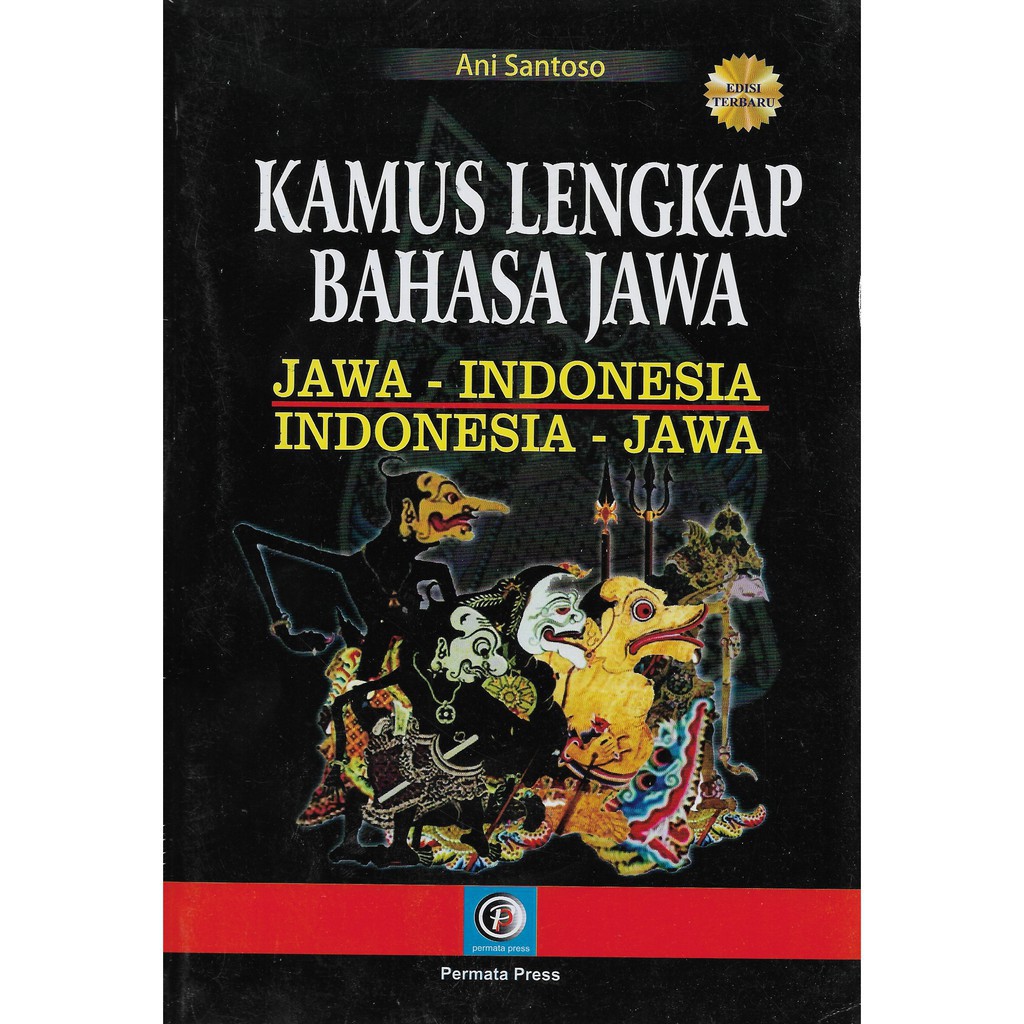 Ani Santoso
EDISI
TERBARU
KAMUS LENGKAP
BAHASA JAWA
JAWA - INDONESIA
INDONESIA - JAWA
permata press
Permata Press